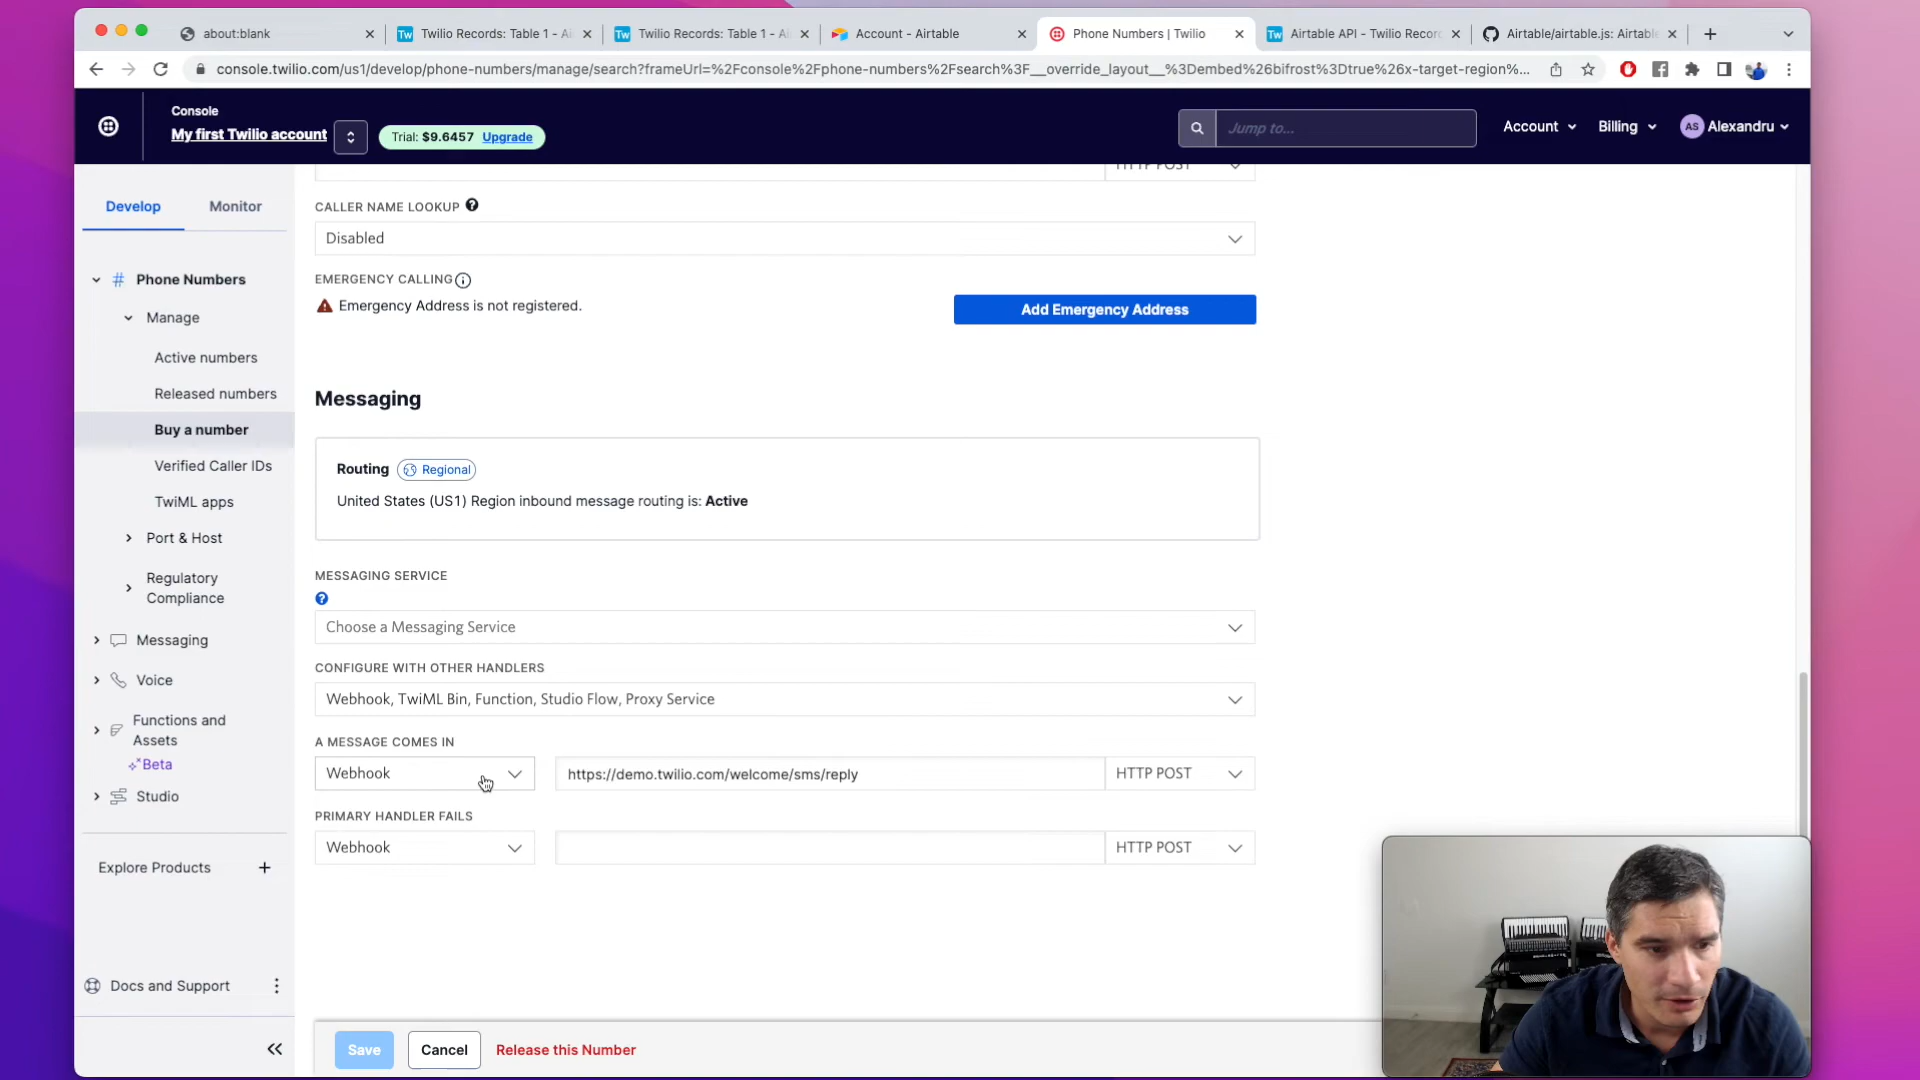 about:blank
Twilio Records: Table 1 - Ai
Twilio Records: Table 1 - Ai
Account - Airtable
Phone Numbers | Twilio
Airtable API - Twilio Recor
Airtable/airtable.js: Airtable
console.twilio.com/us1/develop/phone-numbers/manage/search?frameUrl=%2Fconsole%2Fphone-numbers%2Fsearch%3F__override_layout__%3Dembed%26bifrost%3Dtrue%26x-target-region%...
Console
My first Twilio account
Trial: $9.6457 Upgrade
Jump to...
Account
Billing
AS Alexandru
Develop
Monitor
Phone Numbers
Manage
Active numbers
Released numbers
Buy a number
Verified Caller IDs
TwiML apps
Port & Host
Regulatory
Compliance
Messaging
Voice
Functions and
Assets
Beta
Studio
Explore Products
Docs and Support
HTTP POST
CALLER NAME LOOKUP
Disabled
EMERGENCY CALLING
Emergency Address is not registered.
Add Emergency Address
Messaging
Routing Regional
United States (US1) Region inbound message routing is: Active
MESSAGING SERVICE
Choose a Messaging Service
CONFIGURE WITH OTHER HANDLERS
Webhook, TwiML Bin, Function, Studio Flow, Proxy Service
A MESSAGE COMES IN
Webhook https://demo.twilio.com/welcome/sms/reply HTTP POST
PRIMARY HANDLER FAILS
Webhook HTTP POST
Save Cancel Release this Number